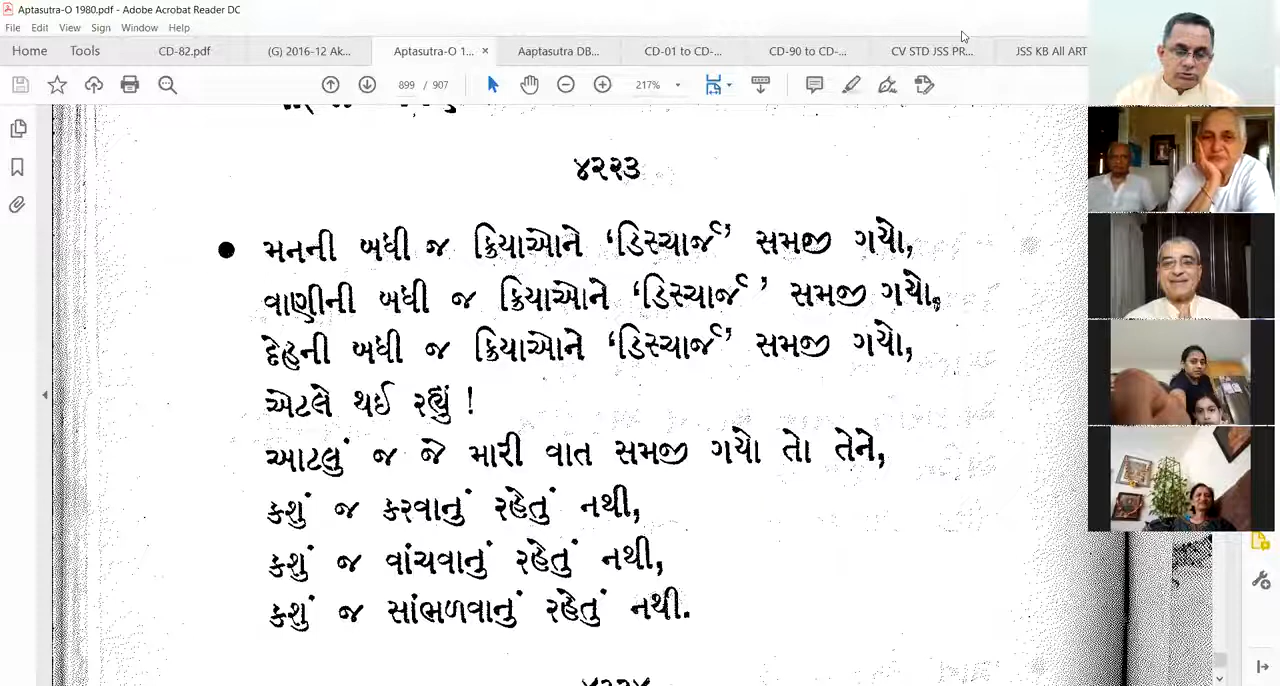 Aptasutra-O 1980.pdf - Adobe Acrobat Reader DC
File Edit View Sign Window Help
Home Tools CD-82.pdf (G) 2016-12 Ak... Aptasutra-O 1... × Aaptasutra DB... CD-01 to CD-... CD-90 to CD-... CV STD JSS PR... JSS KB All ART
899 / 907 217%
૪૨૨૩
● મનની બધી જ ક્રિયાઓને ‘ડિસ્ચાર્જ’ સમજી ગયો,
વાણીની બધી જ ક્રિયાઓને ‘ડિસ્ચાર્જ’ સમજી ગયો,
દેહની બધી જ ક્રિયાઓને ‘ડિસ્ચાર્જ’ સમજી ગયો,
એટલે થઈ રહ્યું !
આટલું જ જે મારી વાત સમજી ગયો તો તેને,
કશું જ કરવાનું રહેતું નથી,
કશું જ વાંચવાનું રહેતું નથી,
કશું જ સાંભળવાનું રહેતું નથી.